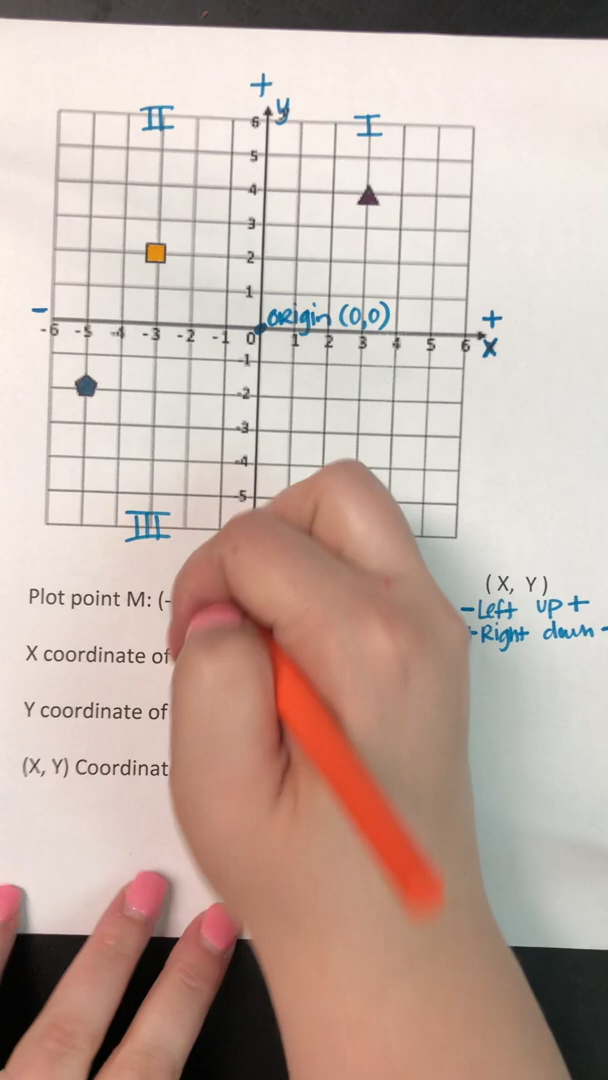 +
y
II
I
6
5
4
3
2
1
- origin (0,0) +
-6 -5 -4 -3 -2 -1 0 1 2 3 4 5 6 X
-1
-2
-3
-4
-5
III
Plot point M: (-
(X, Y)
-Left up +
+Right down -
X coordinate of
Y coordinate of
(X, Y) Coordinat